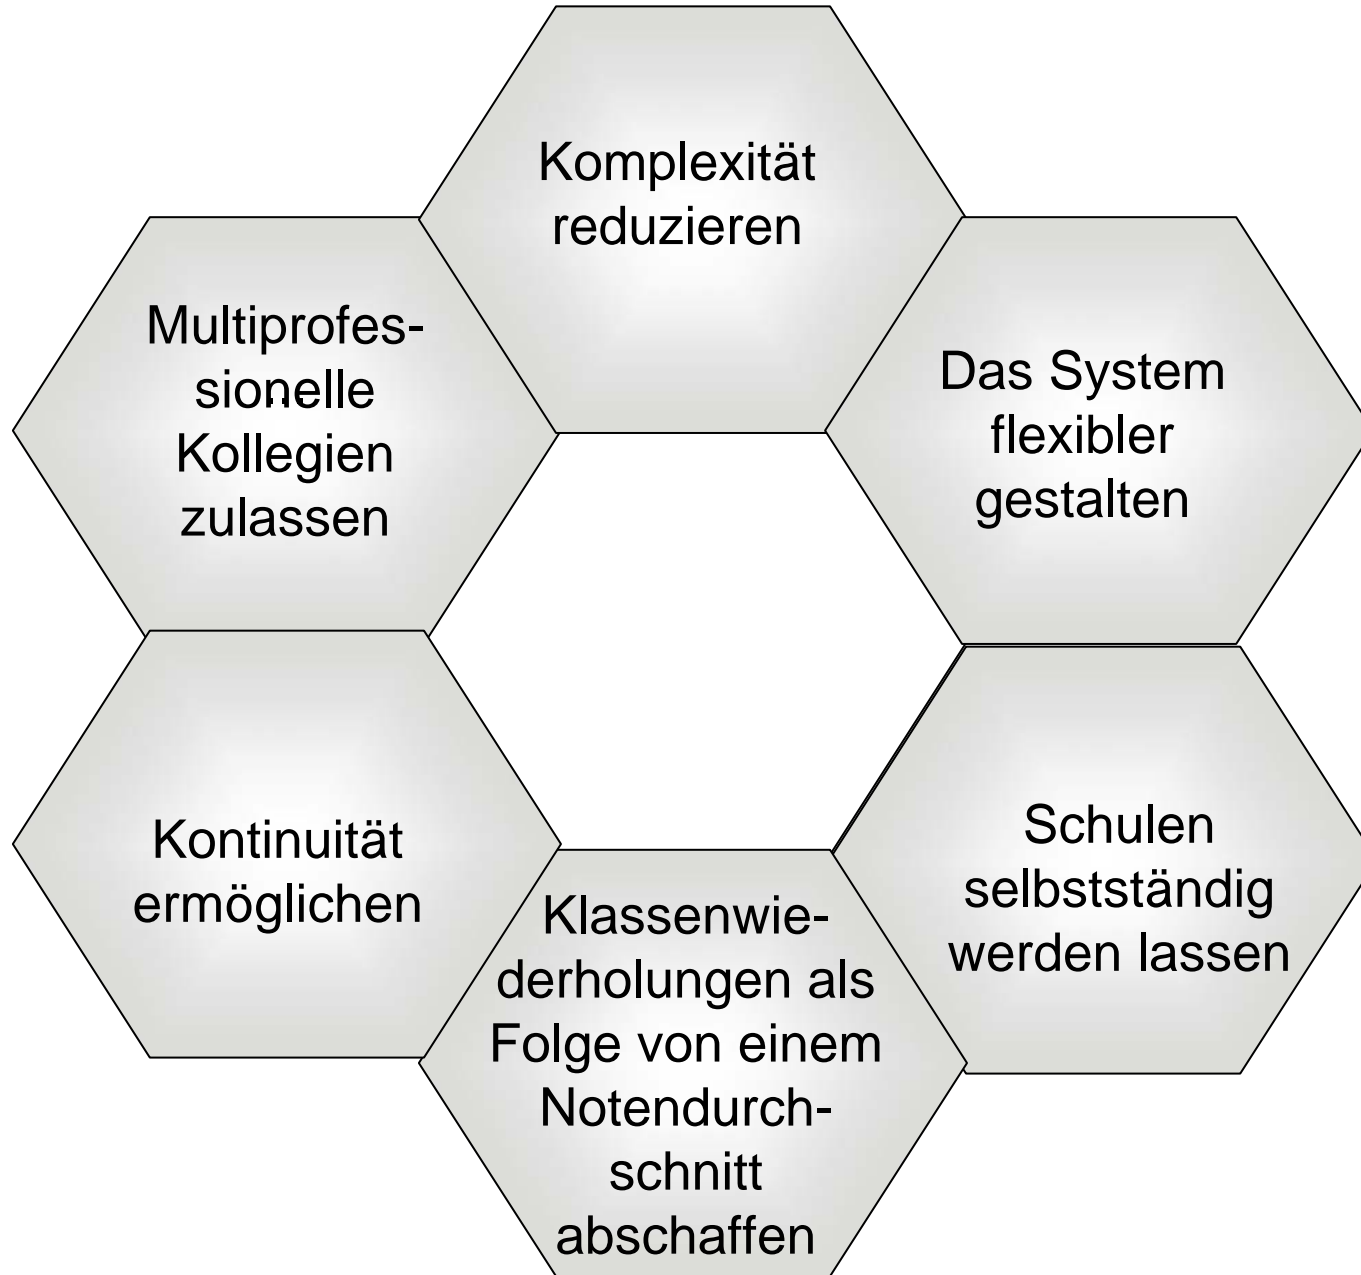 Komplexität
reduzieren
Multiprofes-
sionelle
Kollegien
zulassen
Das System
flexibler
gestalten
Kontinuität
ermöglichen
Schulen
selbstständig
werden lassen
Klassenwie-
derholungen als
Folge von einem
Notendurch-
schnitt
abschaffen